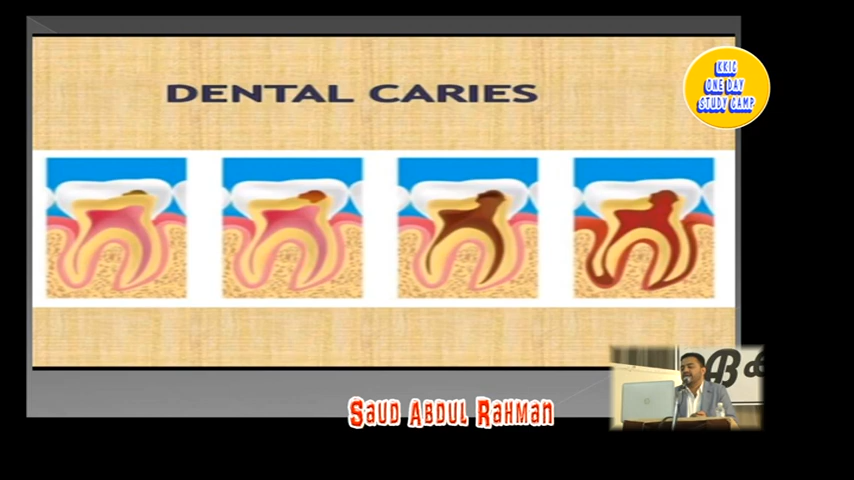 DENTAL CARIES
KKIC
ONE DAY
STUDY CAMP
Saud Abdul Rahman